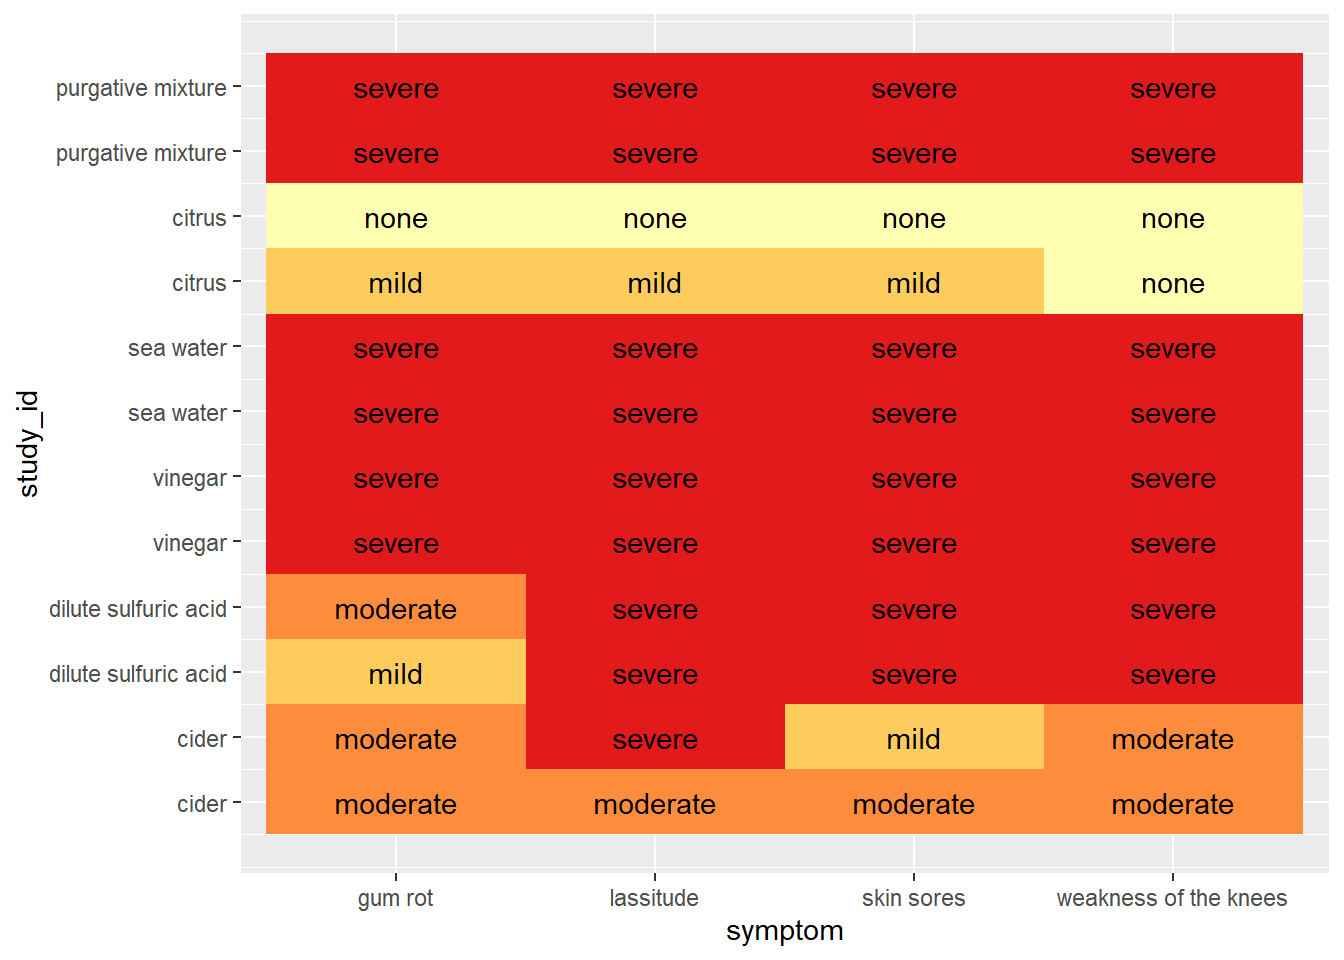 purgative mixture severe severe severe severe
purgative mixture severe severe severe severe
citrus none none none none
citrus mild mild mild none
sea water severe severe severe severe
sea water severe severe severe severe
vinegar severe severe severe severe
vinegar severe severe severe severe
dilute sulfuric acid moderate severe severe severe
dilute sulfuric acid mild severe severe severe
cider moderate severe mild moderate
cider moderate moderate moderate moderate
study_id
gum rot lassitude skin sores weakness of the knees
symptom